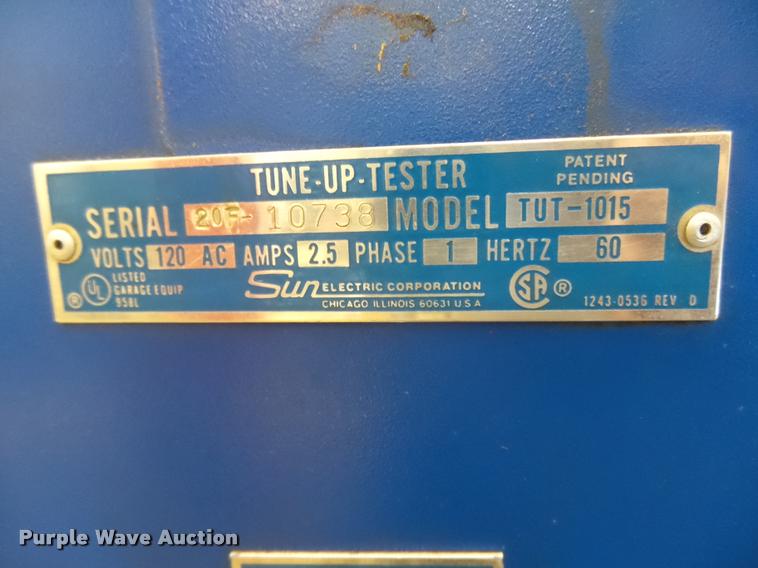 TUNE-UP-TESTER
PATENT
PENDING
SERIAL 20F-10738 MODEL TUT-1015
VOLTS 120 AC AMPS 2.5 PHASE 1 HERTZ 60
UL LISTED
GARAGE EQUIP
958L
®
Sun ELECTRIC CORPORATION
CHICAGO ILLINOIS 60631 U.S.A
SA ®
1243-0536 REV D
Purple Wave Auction